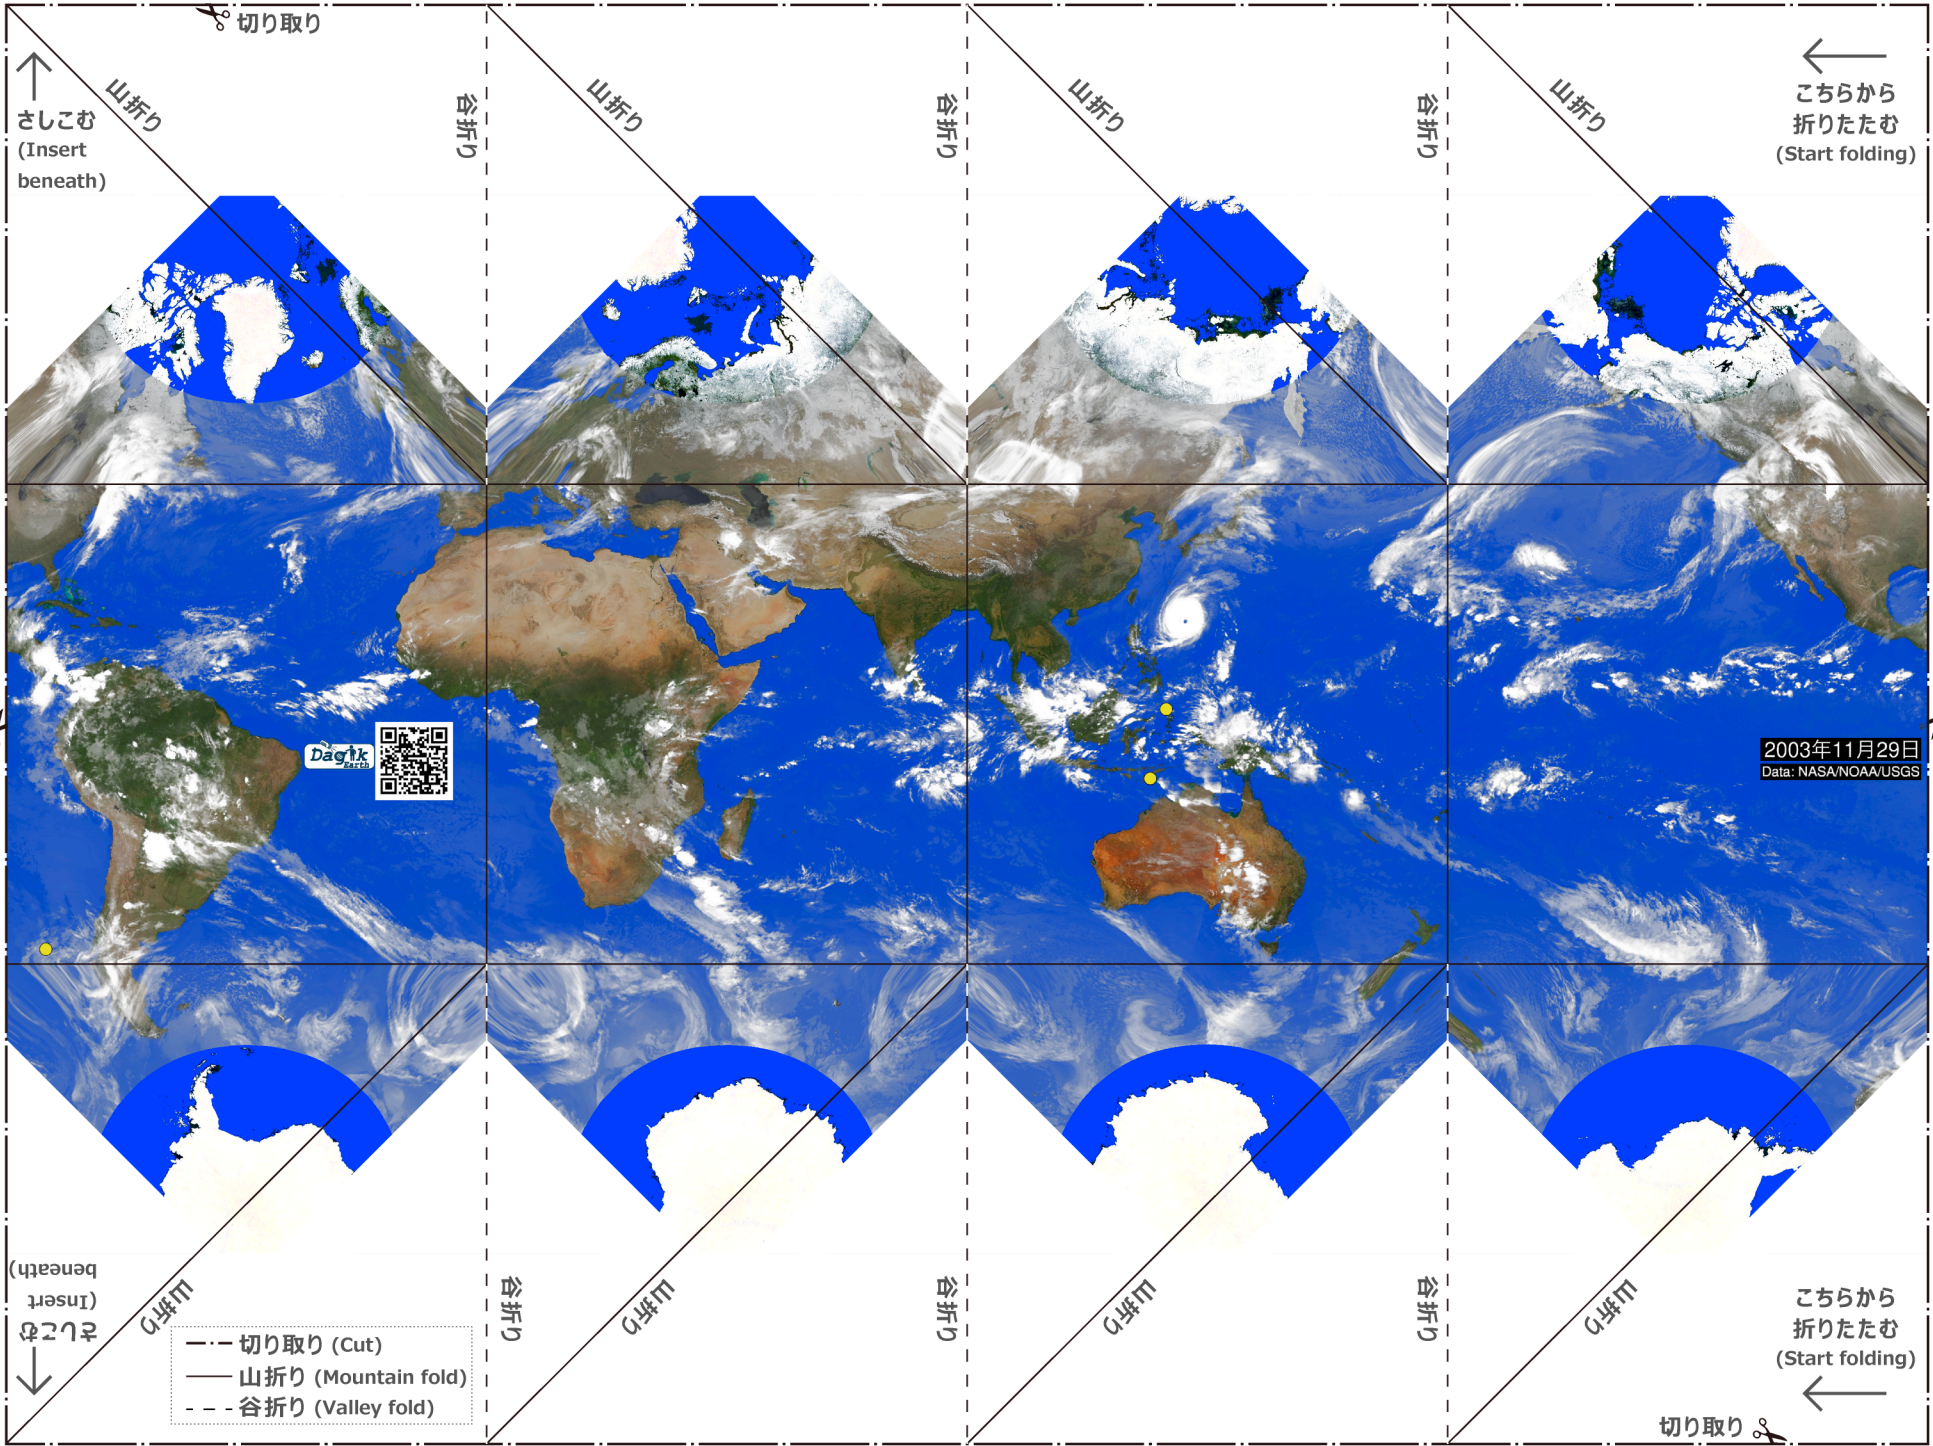 切り取り
山折り
谷折り
山折り
谷折り
山折り
谷折り
山折り
さしこむ
(Insert
beneath)
こちらから
折りたたむ
(Start folding)
Dagik
Earth
2003年11月29日
Data: NASA/NOAA/USGS
さしこむ
(Insert
beneath)
山折り
谷折り
山折り
谷折り
山折り
谷折り
山折り
切り取り (Cut)
山折り (Mountain fold)
谷折り (Valley fold)
こちらから
折りたたむ
(Start folding)
切り取り